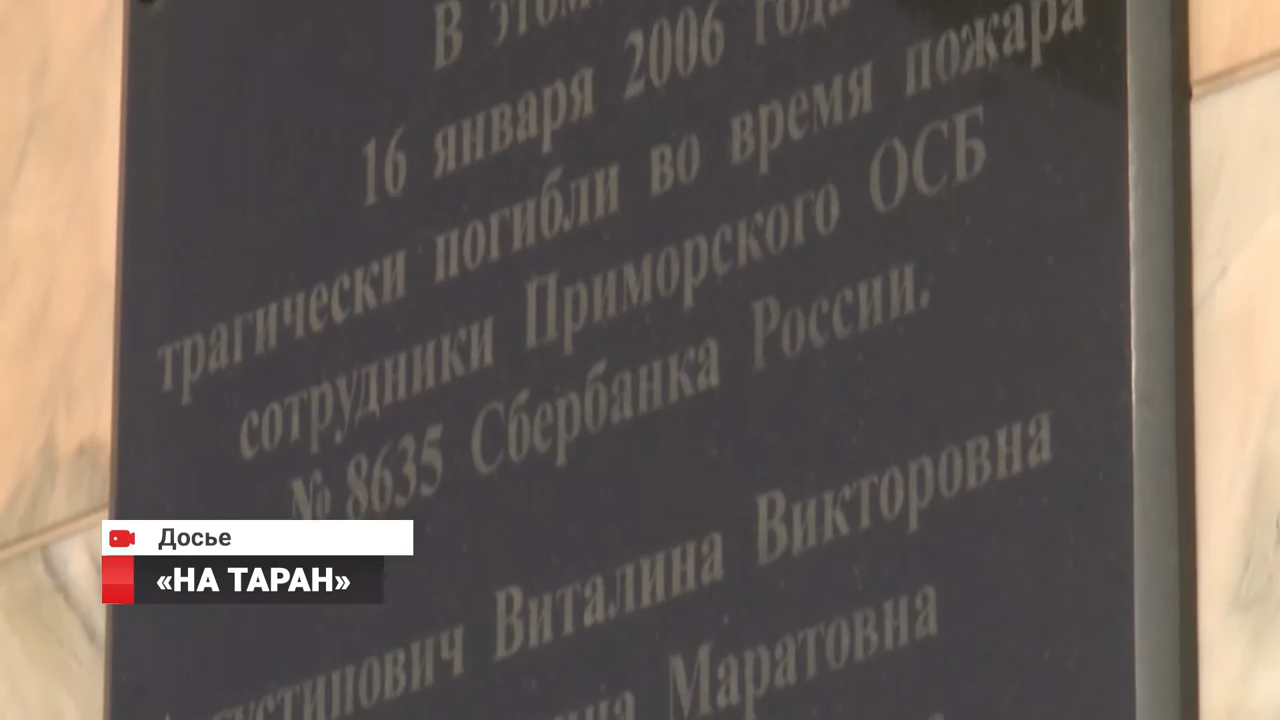 В этом
16 января 2006 года
трагически погибли во время пожара
сотрудники Приморского ОСБ
№ 8635 Сбербанка России.
Виталина Викторовна
Маратовна
Досье
«НА ТАРАН»